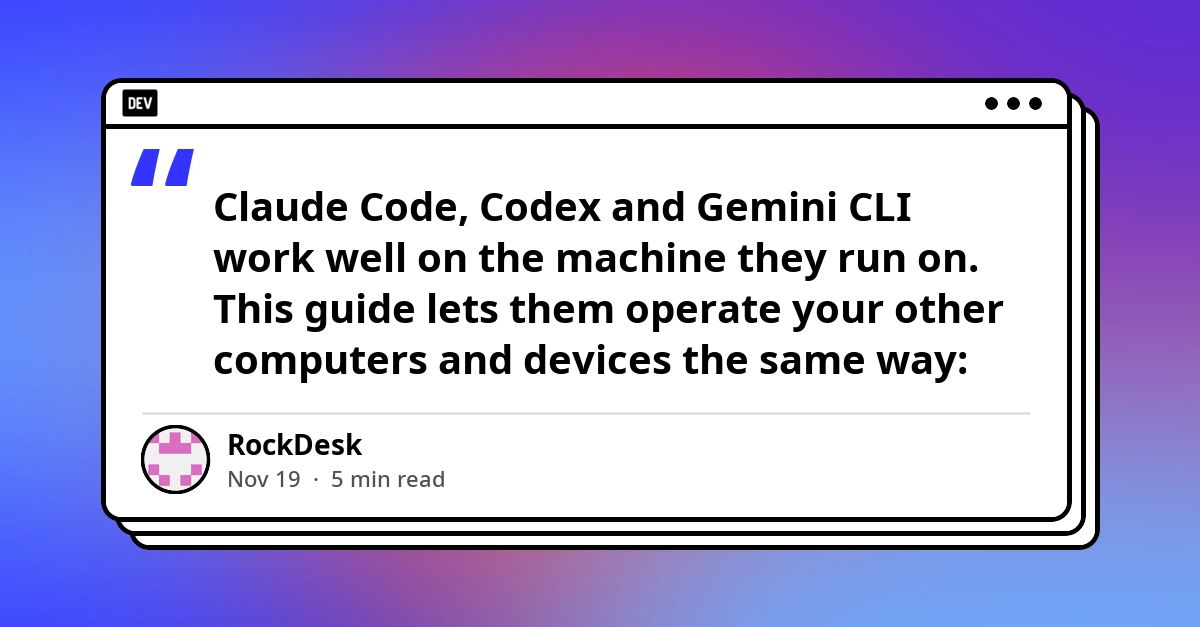 DEV
Claude Code, Codex and Gemini CLI
work well on the machine they run on.
This guide lets them operate your other
computers and devices the same way:
RockDesk
Nov 19 · 5 min read